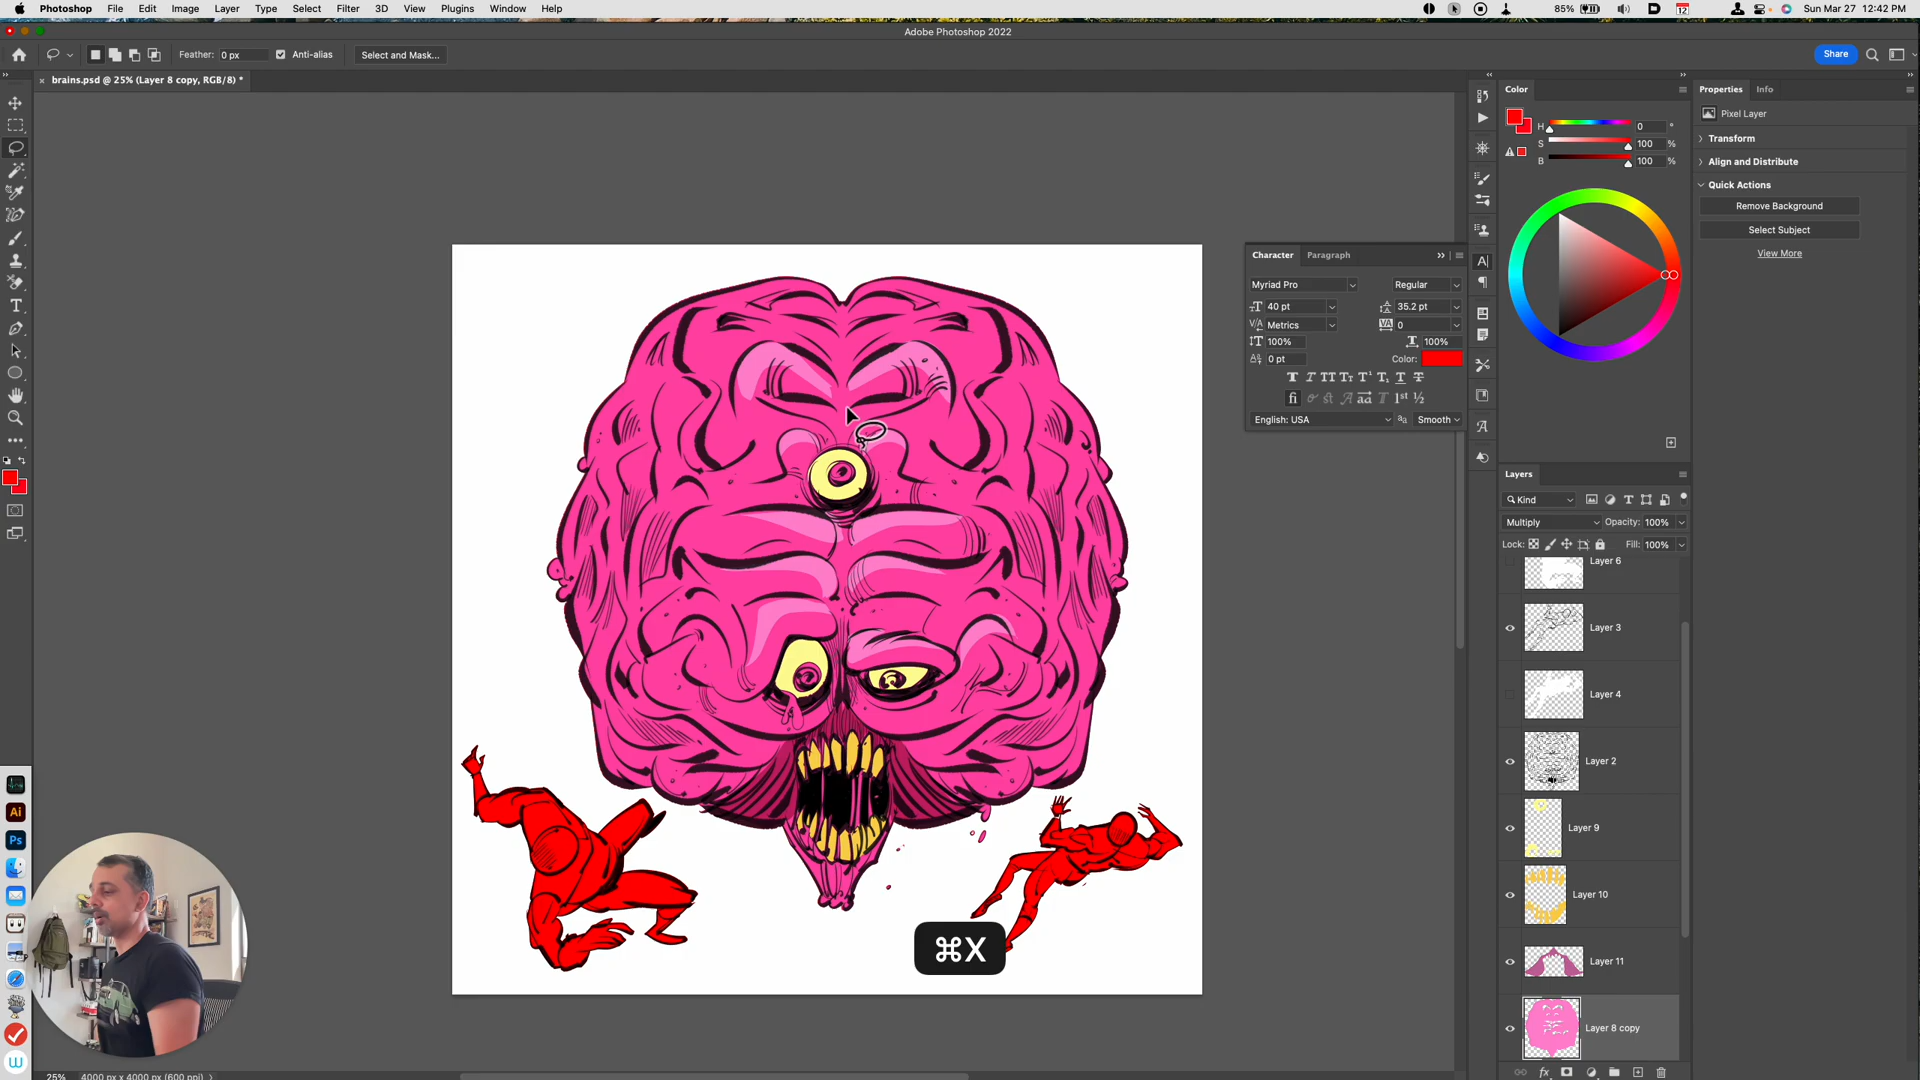 Photoshop File Edit Image Layer Type Select Filter 3D View Plugins Window Help 85% 12 Sun Mar 27 12:42 PM
Adobe Photoshop 2022
Feather: 0 px Anti-alias Select and Mask... Share
brains.psd @ 25% (Layer 8 copy, RGB/8) *
Color
H 0 °
S 100 %
B 100 %
Properties Info
Pixel Layer
Transform
Align and Distribute
Quick Actions
Remove Background
Select Subject
View More
Character Paragraph
Myriad Pro Regular
40 pt 35.2 pt
Metrics 0
100% 100%
0 pt Color:
English: USA Smooth
Layers
Kind
Multiply Opacity: 100%
Lock: Fill: 100%
Layer 6
Layer 3
Layer 4
Layer 2
Layer 9
Layer 10
Layer 11
Layer 8 copy
Ai
Ps
⌘X
25% 4000 px x 4000 px (600 ppi)